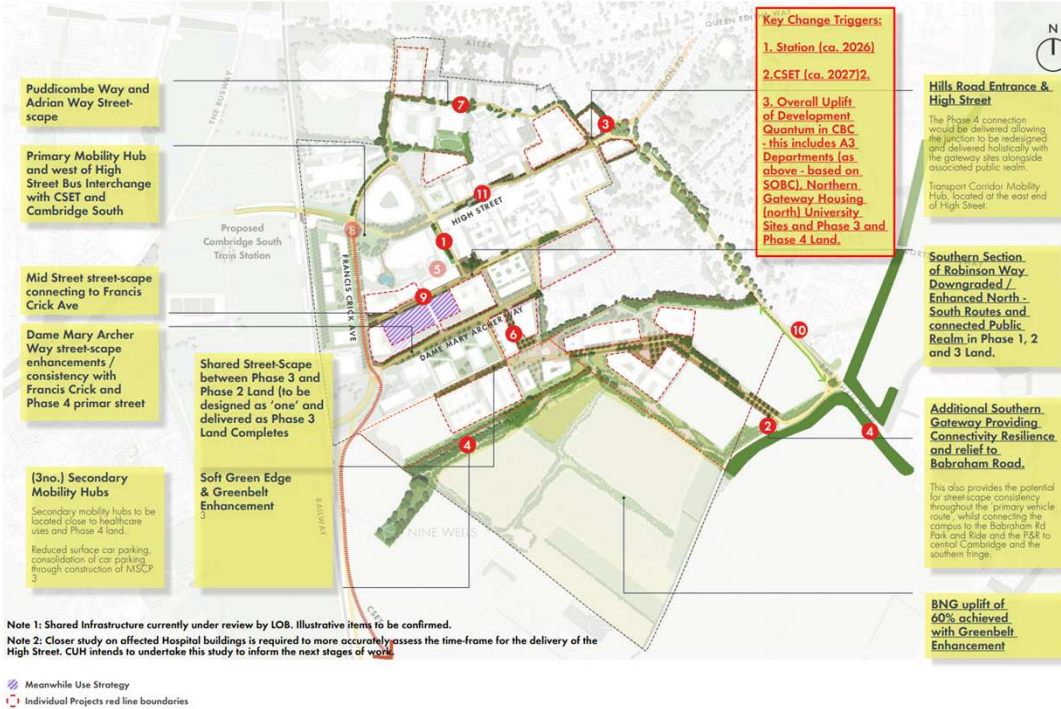 QUEEN EDITH'S WAY
N
A1134
THE BUSWAY
Puddicombe Way and
Adrian Way Street-
scape
Primary Mobility Hub
and west of High
Street Bus Interchange
with CSET and
Cambridge South
Proposed
Cambridge South
Train Station
Mid Street street-scape
connecting to Francis
Crick Ave
Dame Mary Archer
Way street-scape
enhancements /
consistency with
Francis Crick and
Phase 4 primar street
Shared Street-Scape
between Phase 3 and
Phase 2 Land (to be
designed as 'one' and
delivered as Phase 3
Land Completes
(3no.) Secondary
Mobility Hubs
Secondary mobility hubs to be
located close to healthcare
uses and Phase 4 land.
Reduced surface car parking,
consolidation of car parking
through construction of MSCP
3
Soft Green Edge
& Greenbelt
Enhancement
3
7
3
11
HIGH STREET
8
1
5
FRANCIS CRICK AVE
9
DAME MARY ARCHER WAY
6
10
2
4
4
NINE WELLS
RAILWAY
CSET
Key Change Triggers:
1. Station (ca. 2026)
2.CSET (ca. 2027)2.
3. Overall Uplift
of Development
Quantum in CBC
- this includes A3
Departments (as
above - based on
SOBC), Northern
Gateway Housing
(north) University
Sites and Phase 3 and
Phase 4 Land.
Hills Road Entrance &
High Street
The Phase 4 connection
would be delivered allowing
the junction to be redesigned
and delivered holistically with
the gateway sites alongside
associated public realm.
Transport Corridor Mobility
Hub, located at the east end
of High Street.
Southern Section
of Robinson Way
Downgraded /
Enhanced North -
South Routes and
connected Public
Realm in Phase 1, 2
and 3 Land.
Additional Southern
Gateway Providing
Connectivity Resilience
and relief to
Babraham Road.
This also provides the potential
for street-scape consistency
throughout the 'primary vehicle
route', whilst connecting the
campus to the Babraham Rd
Park and Ride and the P&R to
central Cambridge and the
southern fringe.
BNG uplift of
60% achieved
with Greenbelt
Enhancement
Note 1: Shared Infrastructure currently under review by LOB. Illustrative items to be confirmed.
Note 2: Closer study on affected Hospital buildings is required to more accurately assess the time-frame for the delivery of the
High Street. CUH intends to undertake this study to inform the next stages of work.
Meanwhile Use Strategy
Individual Projects red line boundaries